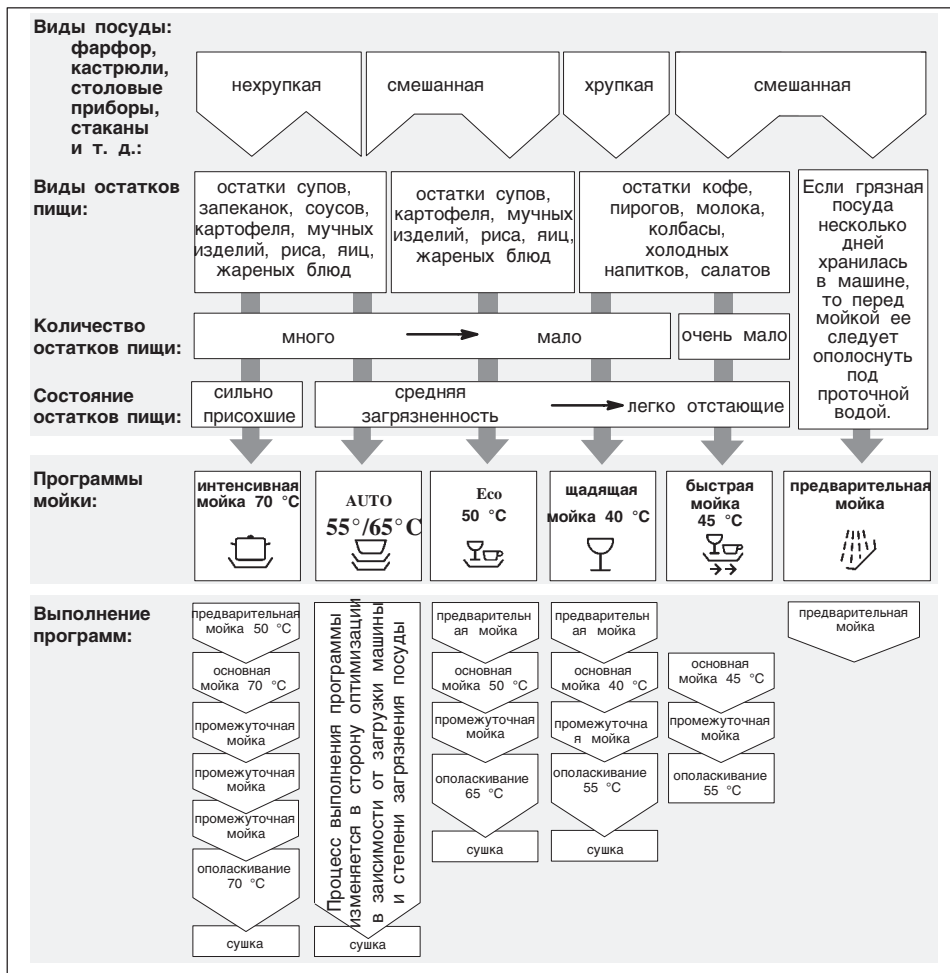 Виды посуды:
фарфор,
кастрюли,
столовые
приборы,
стаканы
и т. д.:
нехрупкая
смешанная
хрупкая
смешанная
Виды остатков
пищи:
остатки супов,
запеканок, соусов,
картофеля, мучных
изделий, риса, яиц,
жареных блюд
остатки супов,
картофеля, мучных
изделий, риса, яиц,
жареных блюд
остатки кофе,
пирогов, молока,
колбасы,
холодных
напитков, салатов
Если грязная
посуда
несколько
дней
хранилась
в машине,
то перед
мойкой ее
следует
ополоснуть
под
проточной
водой.
Количество
остатков пищи:
много
мало
очень мало
Состояние
остатков пищи:
сильно
присохшие
средняя
загрязненность
легко отстающие
Программы
мойки:
интенсивная
мойка 70 °C
AUTO
55°/65°C
Eco
50 °C
щадящая
мойка 40 °C
быстрая
мойка
45 °C
предварительная
мойка
Выполнение
программ:
предварительная
мойка 50 °C
основная
мойка 70 °C
промежуточная
мойка
промежуточная
мойка
промежуточная
мойка
ополаскивание
70 °C
сушка
Процесс выполнения программы
изменяется в сторону оптимизации
в заисимости от загрузки машины
и степени загрязнения посуды
сушка
предварительн
ая мойка
основная
мойка 50 °C
промежуточная
мойка
ополаскивание
65 °C
сушка
предварительн
ая мойка
основная
мойка 40 °C
промежуточна
я мойка
ополаскивание
55 °C
сушка
основная
мойка 45 °C
промежуточная
мойка
ополаскивание
55 °C
предварительная
мойка